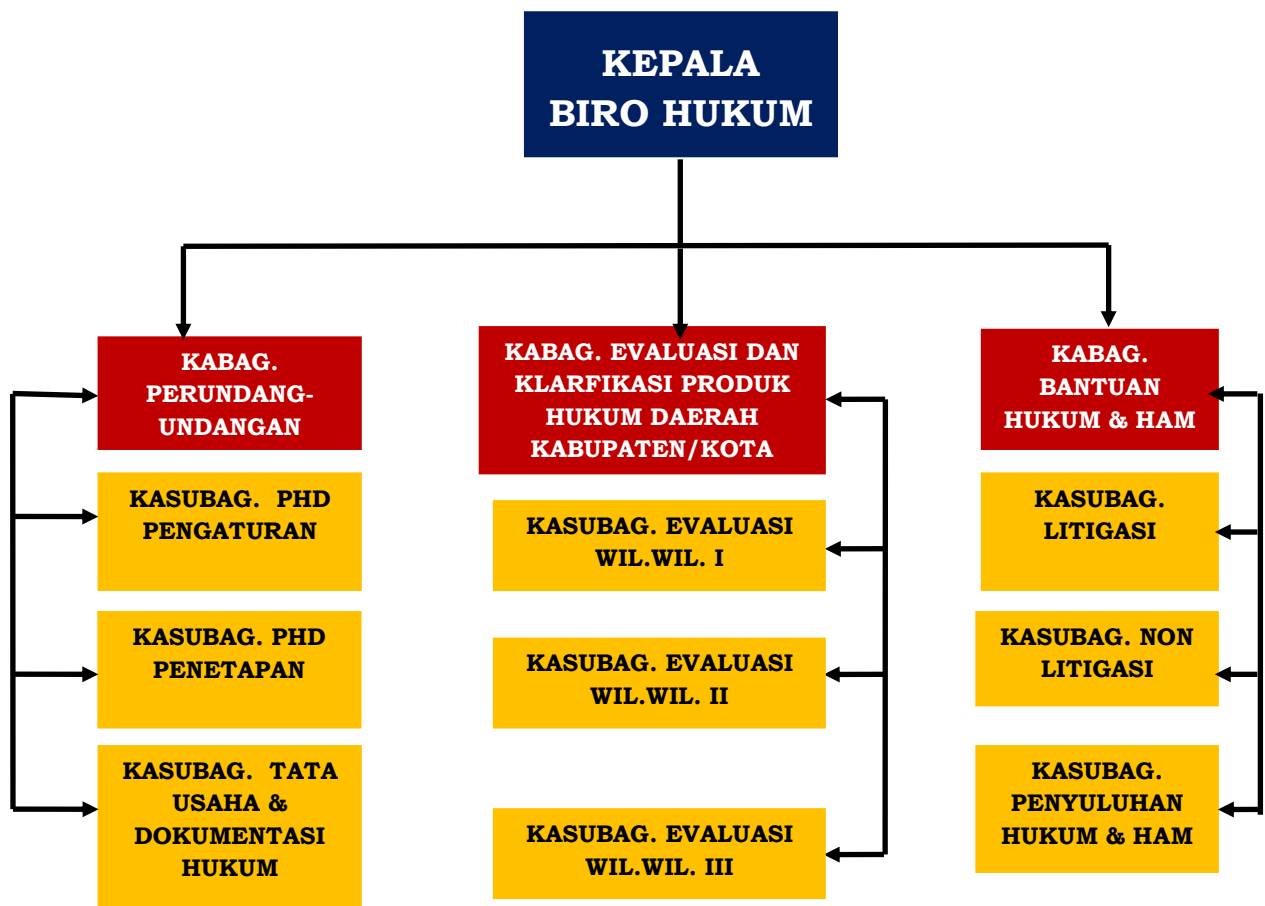 KEPALA
BIRO HUKUM
KABAG.
PERUNDANG-
UNDANGAN
KASUBAG. PHD
PENGATURAN
KASUBAG. PHD
PENETAPAN
KASUBAG. TATA
USAHA &
DOKUMENTASI
HUKUM
KABAG. EVALUASI DAN
KLARFIKASI PRODUK
HUKUM DAERAH
KABUPATEN/KOTA
KASUBAG. EVALUASI
WIL.WIL. I
KASUBAG. EVALUASI
WIL.WIL. II
KASUBAG. EVALUASI
WIL.WIL. III
KABAG.
BANTUAN
HUKUM & HAM
KASUBAG.
LITIGASI
KASUBAG. NON
LITIGASI
KASUBAG.
PENYULUHAN
HUKUM & HAM